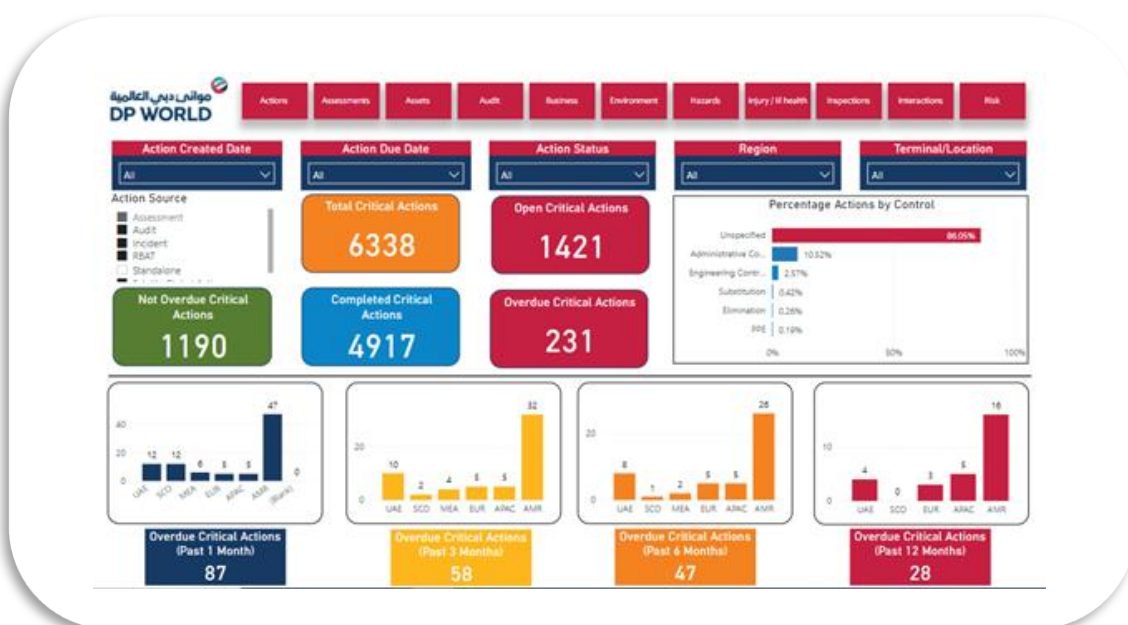 موانئ دبي العالمية
DP WORLD
Actions
Assessments
Assets
Audit
Business
Environment
Hazards
Injury / Ill health
Inspections
Interactions
Risk
Action Created Date
Action Due Date
Action Status
Region
Terminal/Location
All
All
All
All
All
Action Source
Assessment
Audit
Incident
RBAT
Standalone
Total Critical Actions
6338
Open Critical Actions
1421
Not Overdue Critical
Actions
1190
Completed Critical
Actions
4917
Overdue Critical Actions
231
Percentage Actions by Control
Unspecified 86.05%
Administrative Co... 10.52%
Engineering Contr... 2.57%
Substitution 0.42%
Elimination 0.26%
PPE 0.19%
0% 50% 100%
40
20
0
12 12 6 5 5 47 0
UAE SCO MEA EUR APAC AMR (Blank)
Overdue Critical Actions
(Past 1 Month)
87
20
0
10 2 4 5 5 32
UAE SCO MEA EUR APAC AMR
Overdue Critical Actions
(Past 3 Months)
58
20
0
8 1 2 5 5 26
UAE SCO MEA EUR APAC AMR
Overdue Critical Actions
(Past 6 Months)
47
10
0
4 0 3 5 16
UAE SCO EUR APAC AMR
Overdue Critical Actions
(Past 12 Months)
28